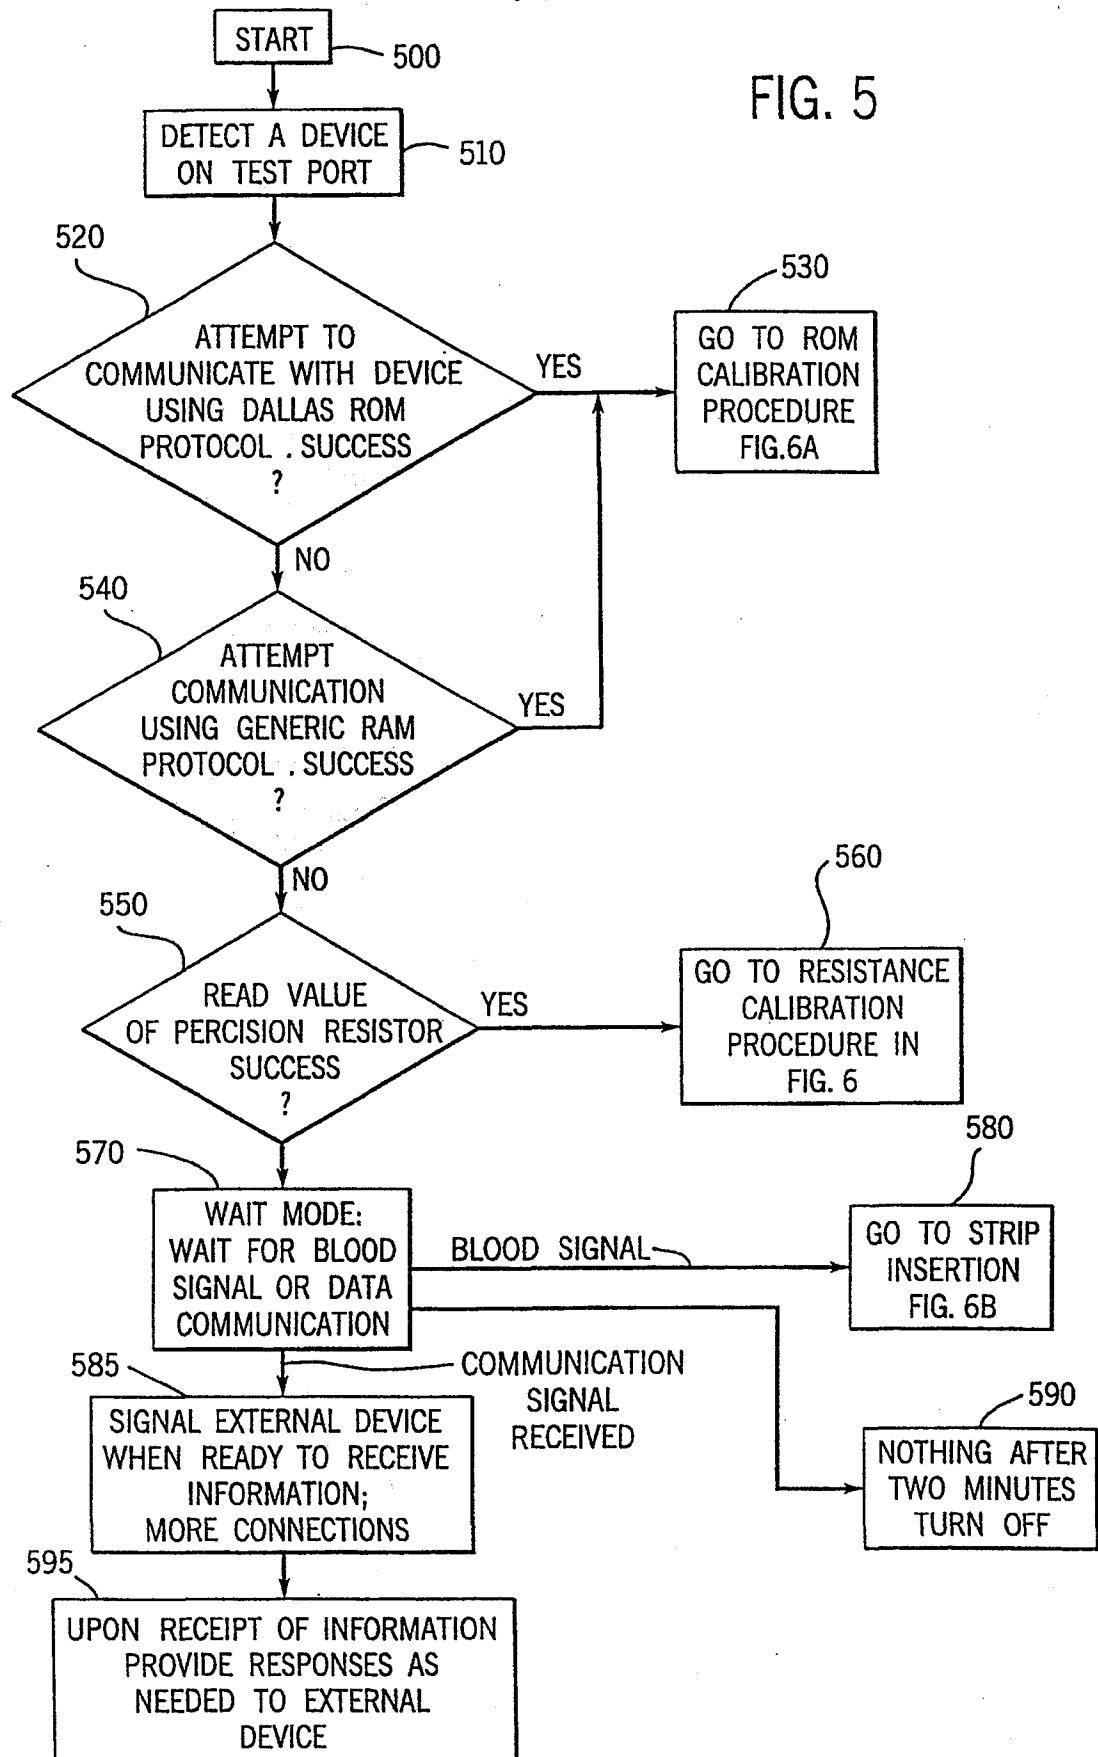 START
500
FIG. 5
DETECT A DEVICE
ON TEST PORT
510
520
ATTEMPT TO
COMMUNICATE WITH DEVICE
USING DALLAS ROM
PROTOCOL . SUCCESS
?
YES
530
GO TO ROM
CALIBRATION
PROCEDURE
FIG.6A
NO
540
ATTEMPT
COMMUNICATION
USING GENERIC RAM
PROTOCOL . SUCCESS
?
YES
NO
550
READ VALUE
OF PERCISION RESISTOR
SUCCESS
?
YES
560
GO TO RESISTANCE
CALIBRATION
PROCEDURE IN
FIG. 6
570
WAIT MODE:
WAIT FOR BLOOD
SIGNAL OR DATA
COMMUNICATION
BLOOD SIGNAL
580
GO TO STRIP
INSERTION
FIG. 6B
COMMUNICATION
SIGNAL
RECEIVED
585
SIGNAL EXTERNAL DEVICE
WHEN READY TO RECEIVE
INFORMATION;
MORE CONNECTIONS
590
NOTHING AFTER
TWO MINUTES
TURN OFF
595
UPON RECEIPT OF INFORMATION
PROVIDE RESPONSES AS
NEEDED TO EXTERNAL
DEVICE